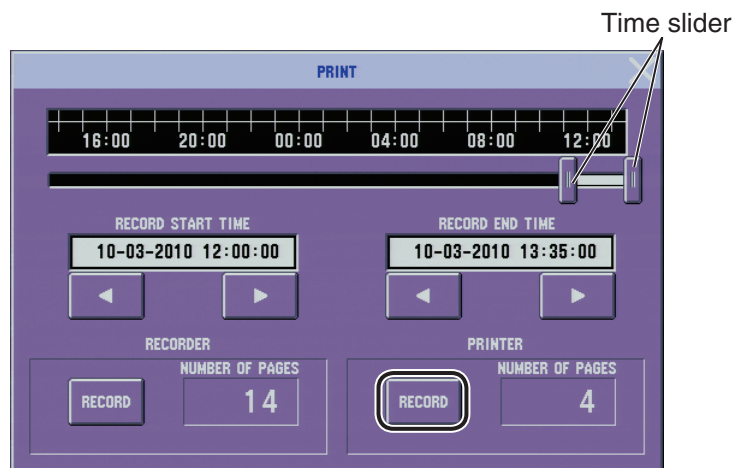 Time slider
PRINT
16:00 20:00 00:00 04:00 08:00 12:00
RECORD START TIME RECORD END TIME
10-03-2010 12:00:00 10-03-2010 13:35:00
RECORDER PRINTER
NUMBER OF PAGES NUMBER OF PAGES
RECORD 14 RECORD 4